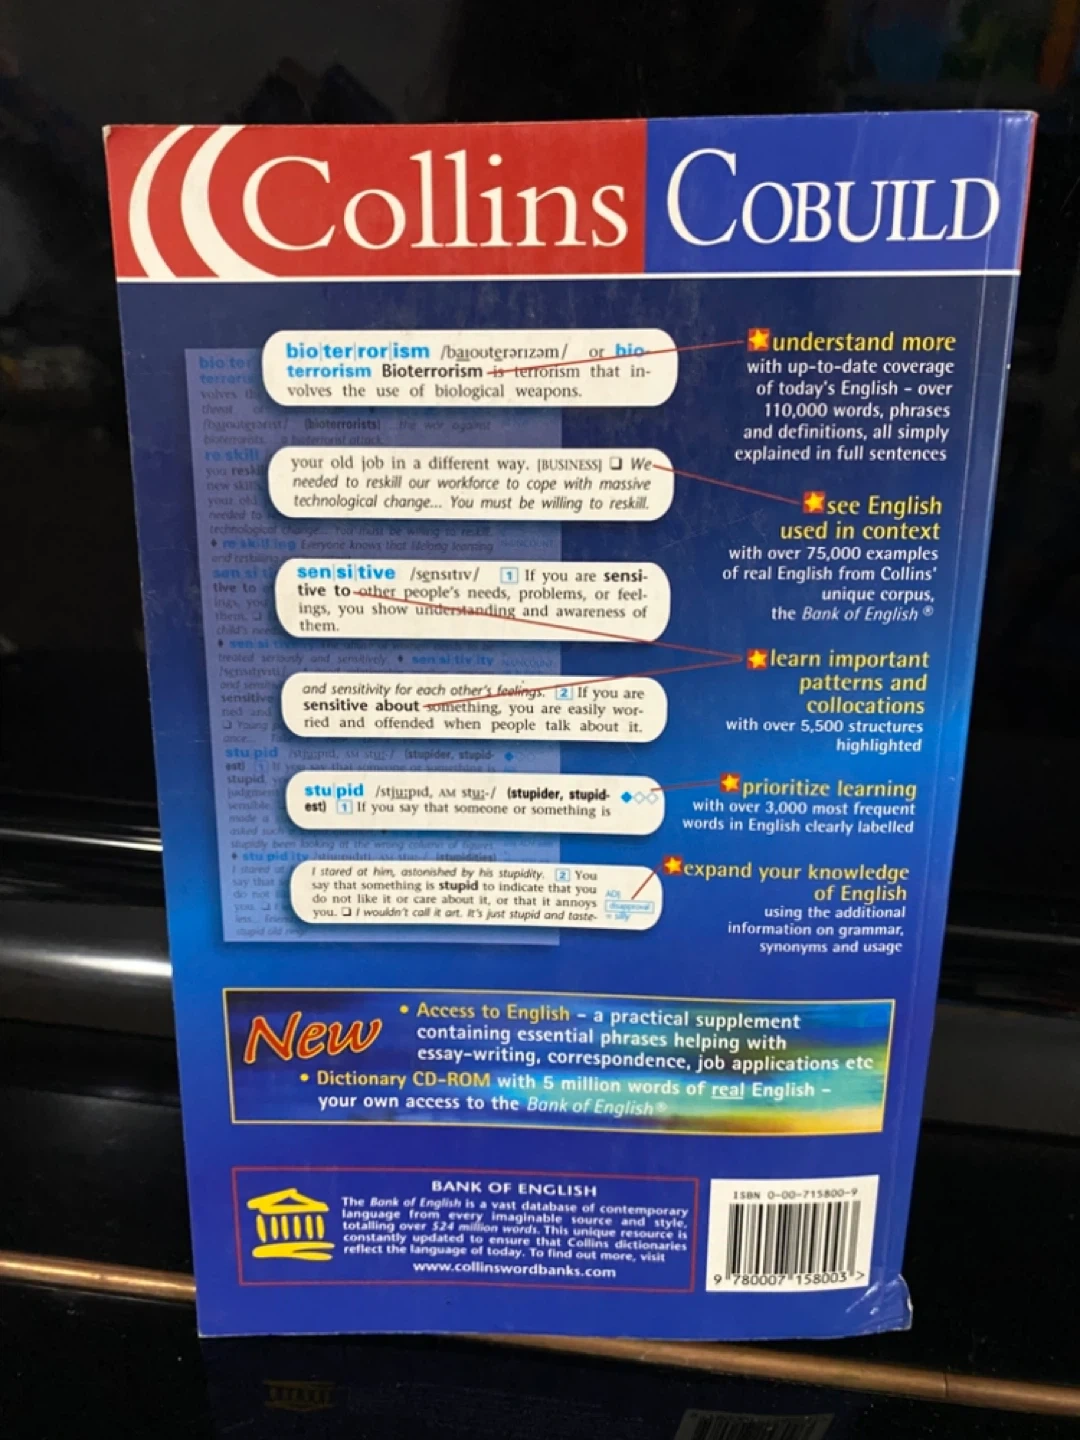 Collins COBUILD
bio|ter|ror|ism /baɪoʊterərɪzəm/ or bio-
terrorism Bioterrorism is terrorism that in-
volves the use of biological weapons.
understand more
with up-to-date coverage
of today's English – over
110,000 words, phrases
and definitions, all simply
explained in full sentences
your old job in a different way. [BUSINESS] ❏ We
needed to reskill our workforce to cope with massive
technological change... You must be willing to reskill.
see English
used in context
with over 75,000 examples
of real English from Collins'
unique corpus,
the Bank of English ®
sen|si|tive /sensɪtɪv/ 1 If you are sensi-
tive to other people's needs, problems, or feel-
ings, you show understanding and awareness of
them.
and sensitivity for each other's feelings. 2 If you are
sensitive about something, you are easily wor-
ried and offended when people talk about it.
learn important
patterns and
collocations
with over 5,500 structures
highlighted
stu|pid /stjuːpɪd, AM stuː-/ (stupider, stupid-
est) 1 If you say that someone or something is
prioritize learning
with over 3,000 most frequent
words in English clearly labelled
I stared at him, astonished by his stupidity. 2 You
say that something is stupid to indicate that you
do not like it or care about it, or that it annoys
you. ❏ I wouldn't call it art. It's just stupid and taste-
ADJ
disapproval
= silly
expand your knowledge
of English
using the additional
information on grammar,
synonyms and usage
New
• Access to English – a practical supplement
containing essential phrases helping with
essay-writing, correspondence, job applications etc
• Dictionary CD-ROM with 5 million words of real English –
your own access to the Bank of English®
BANK OF ENGLISH
The Bank of English is a vast database of contemporary
language from every imaginable source and style,
totalling over 524 million words. This unique resource is
constantly updated to ensure that Collins dictionaries
reflect the language of today. To find out more, visit
www.collinswordbanks.com
ISBN 0-00-715800-9
9 780007 158003 >